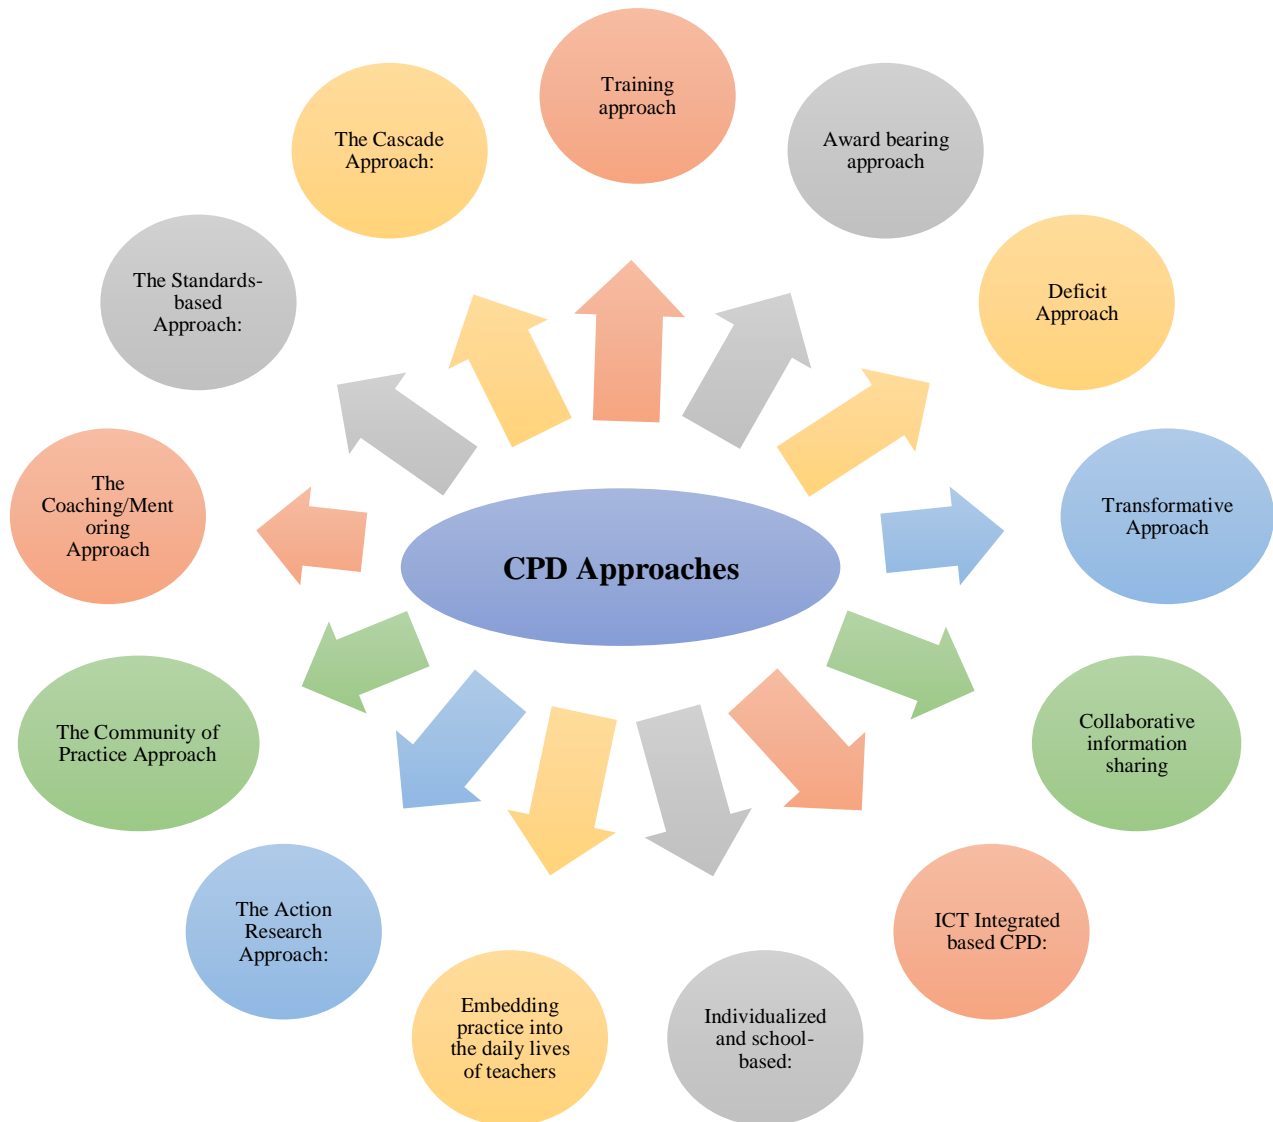 Training
approach
Award bearing
approach
Deficit
Approach
Transformative
Approach
Collaborative
information
sharing
ICT Integrated
based CPD:
Individualized
and school-
based:
Embedding
practice into
the daily lives
of teachers
The Action
Research
Approach:
The Community of
Practice Approach
The
Coaching/Ment
oring
Approach
The Standards-
based
Approach:
The Cascade
Approach:
CPD Approaches